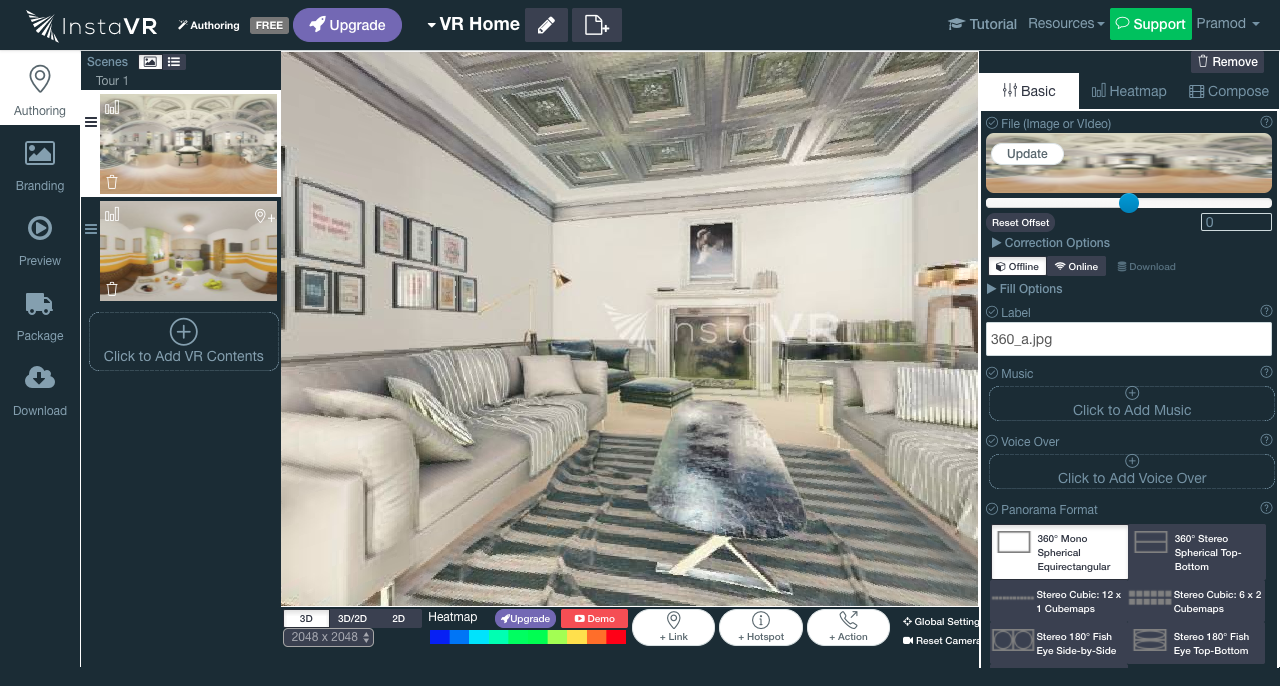 InstaVR
Authoring
FREE
Upgrade
VR Home
Tutorial
Resources
Support
Pramod
Authoring
Branding
Preview
Package
Download
Scenes
Tour 1
Click to Add VR Contents
InstaVR
3D
3D/2D
2D
2048 x 2048
Heatmap
Upgrade
Demo
+ Link
+ Hotspot
+ Action
Global Setting
Reset Camera
Remove
Basic
Heatmap
Compose
File (Image or VIdeo)
Update
Reset Offset
0
Correction Options
Offline
Online
Download
Fill Options
Label
360_a.jpg
Music
Click to Add Music
Voice Over
Click to Add Voice Over
Panorama Format
360° Mono
Spherical
Equirectangular
360° Stereo
Spherical Top-
Bottom
Stereo Cubic: 12 x
1 Cubemaps
Stereo Cubic: 6 x 2
Cubemaps
Stereo 180° Fish
Eye Side-by-Side
Stereo 180° Fish
Eye Top-Bottom